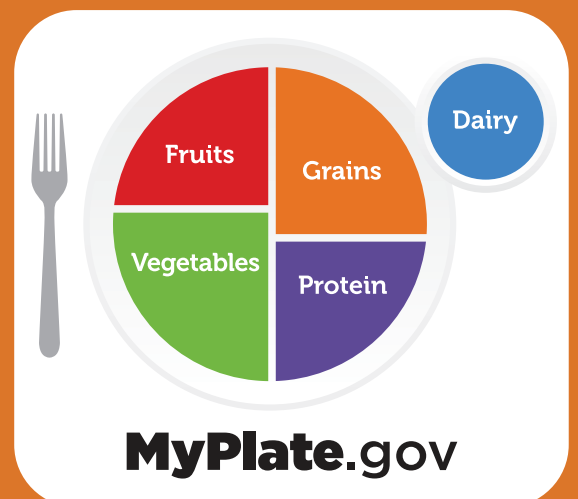 Fruits
Grains
Dairy
Vegetables
Protein
MyPlate.gov